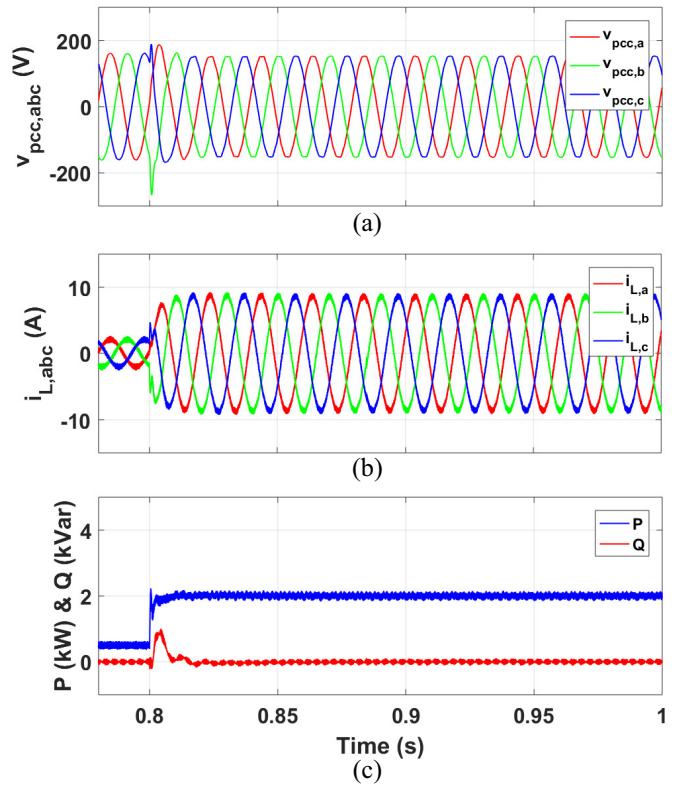 v_pcc,abc (V)
200
0
-200
v_pcc,a
v_pcc,b
v_pcc,c
(a)
i_L,abc (A)
10
0
-10
i_L,a
i_L,b
i_L,c
(b)
P (kW) & Q (kVar)
4
2
0
P
Q
0.8
0.85
0.9
0.95
1
Time (s)
(c)